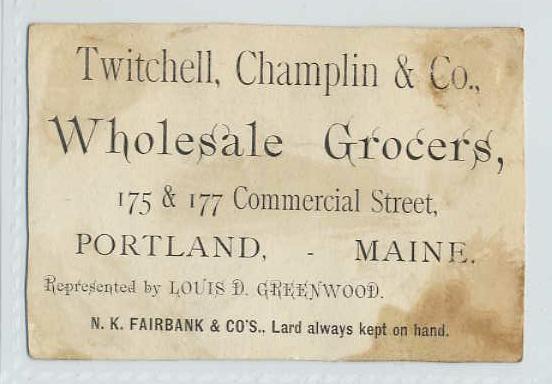 Twitchell, Champlin & Co.,
Wholesale Grocers,
175 & 177 Commercial Street,
PORTLAND, - MAINE.
Represented by LOUIS D. GREENWOOD.
N. K. FAIRBANK & CO'S., Lard always kept on hand.